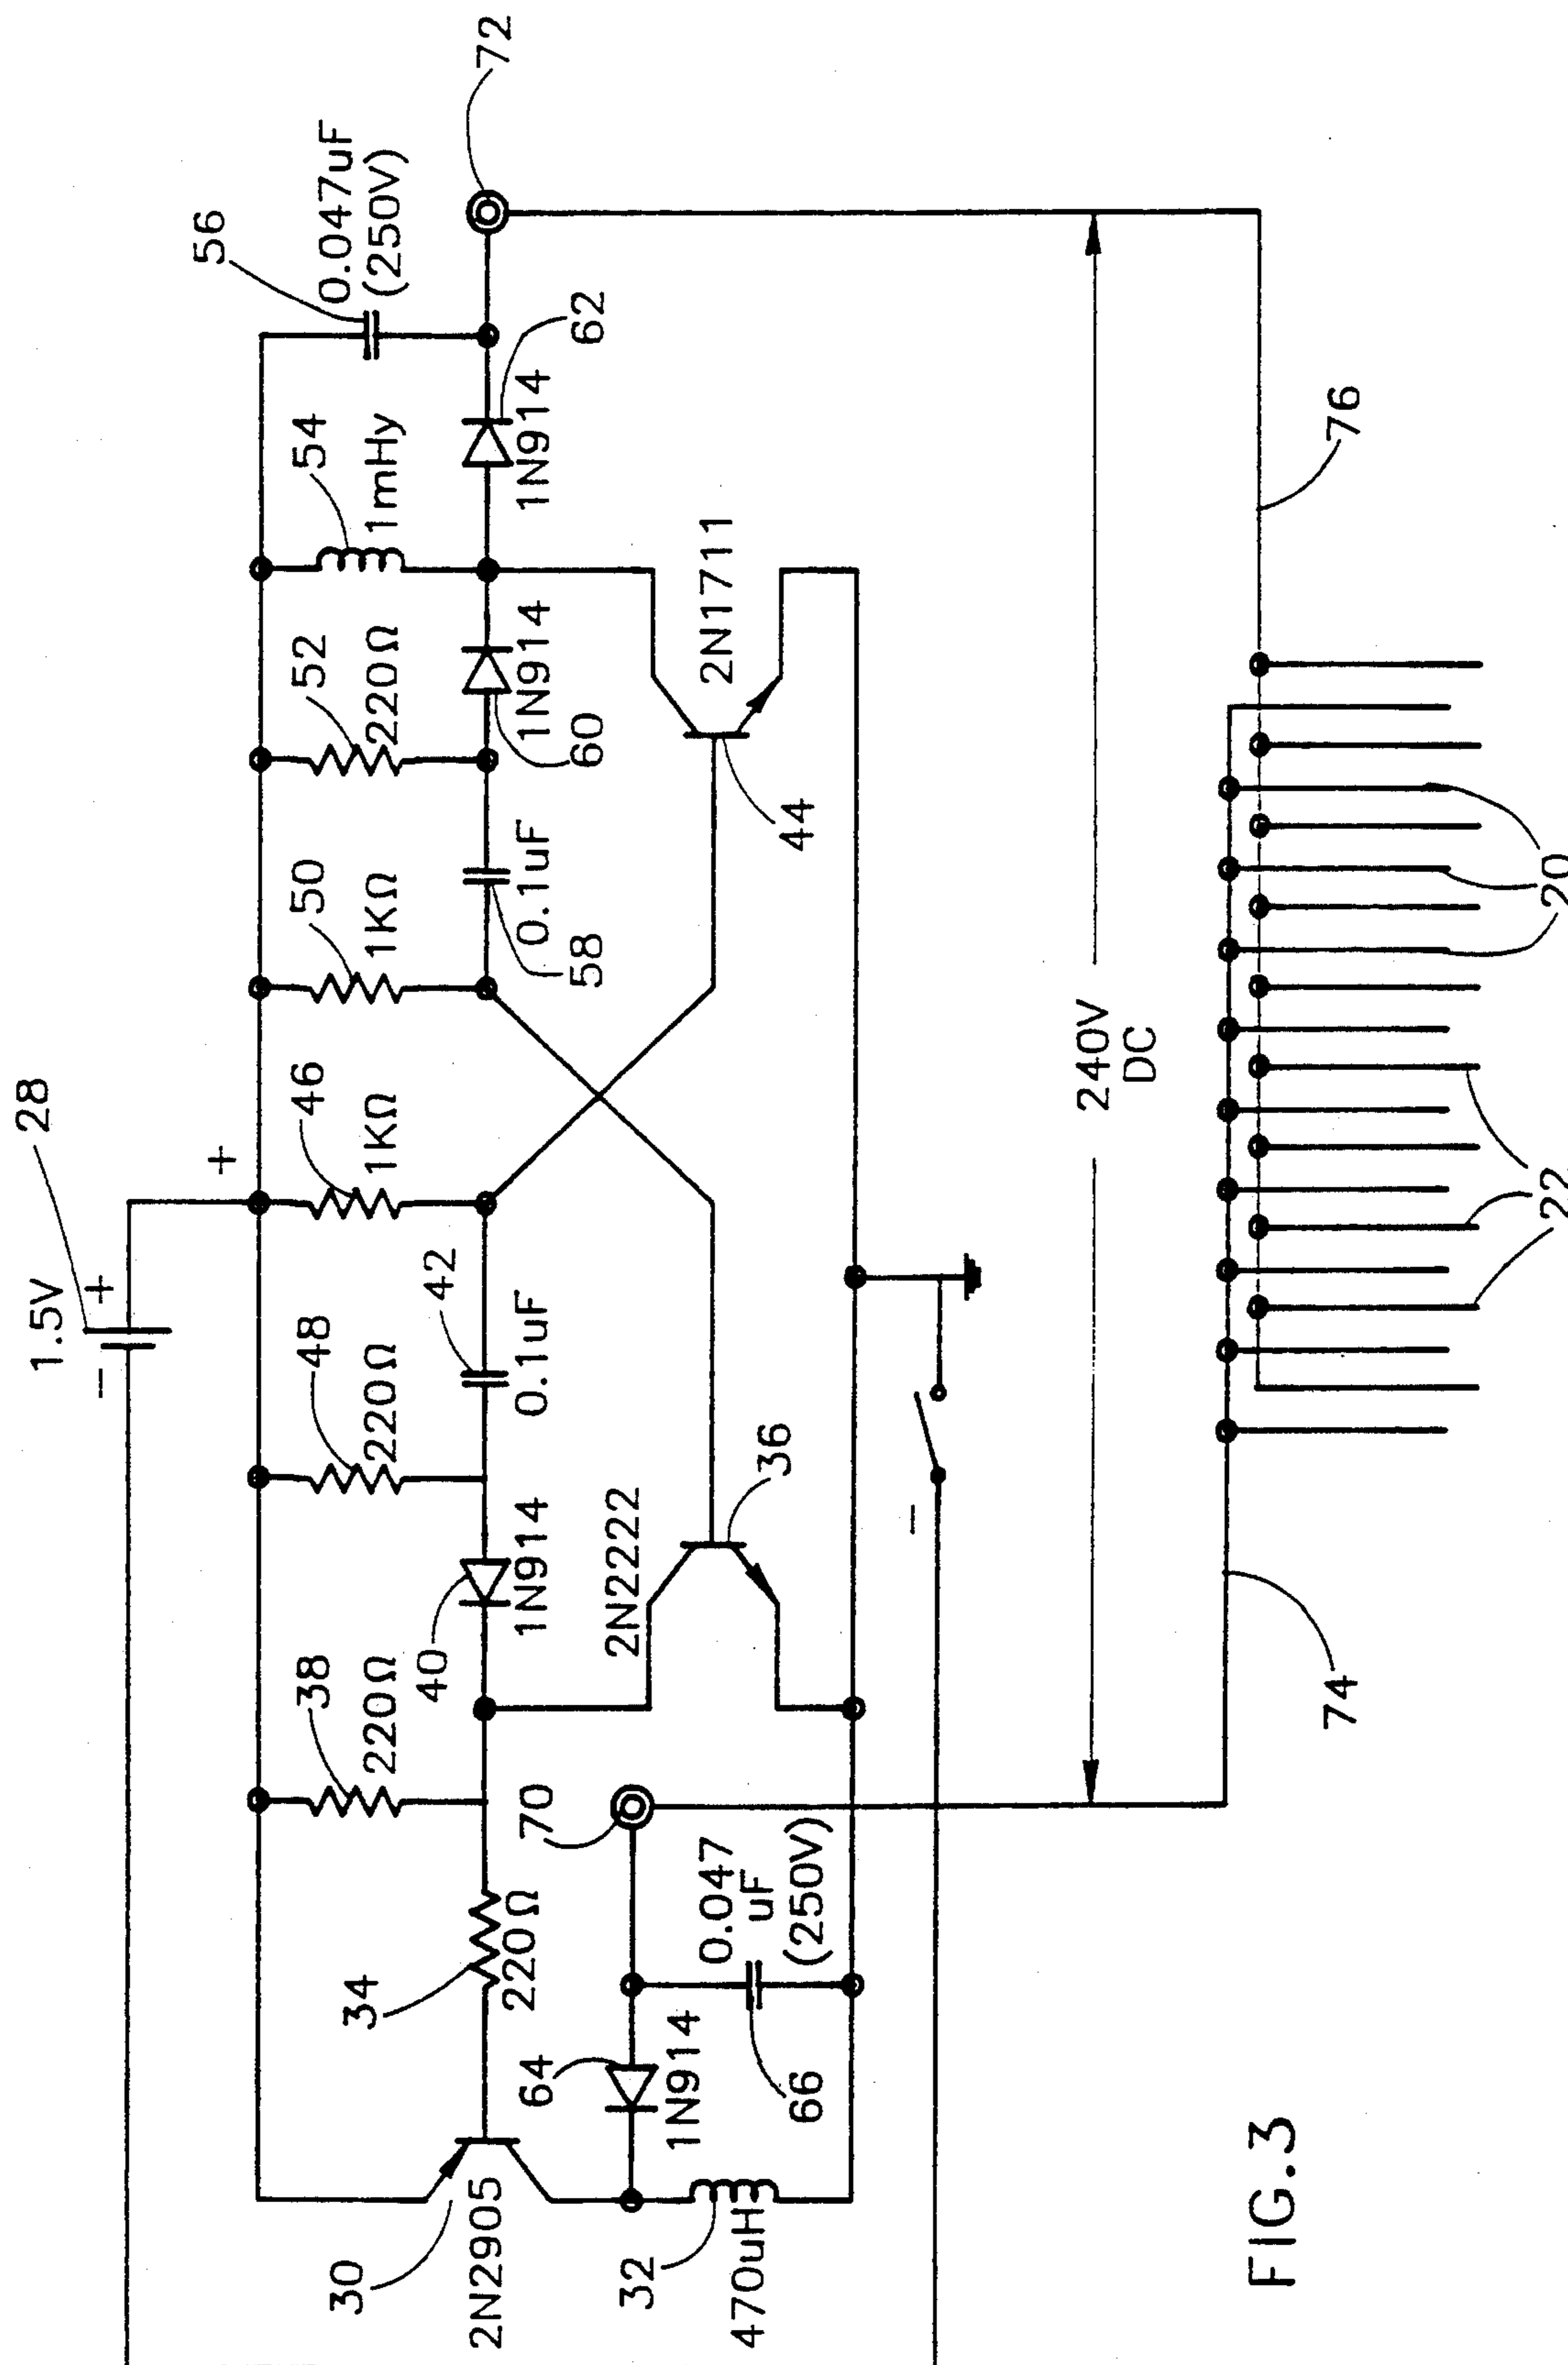 1.5V
28
−
+
+
38
220Ω
48
220Ω
46
1KΩ
50
1KΩ
52
220Ω
54
1mHy
56
0.047uF
(250V)
72
30
2N2905
34
220Ω
40
1N914
42
0.1uF
58
0.1uF
60
1N914
62
1N914
64
1N914
70
0.047
uF
(250V)
66
32
470uH
2N2222
36
44
2N1711
−
240V
DC
74
76
22
20
FIG.3